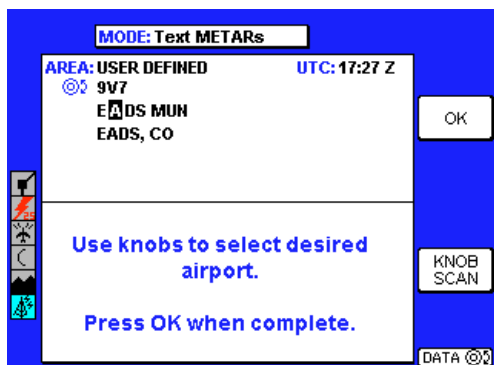 MODE: Text METARs
AREA: USER DEFINED UTC: 17:27 Z
9V7
EADS MUN
EADS, CO
OK
25
Use knobs to select desired
airport.
KNOB
SCAN
Press OK when complete.
DATA